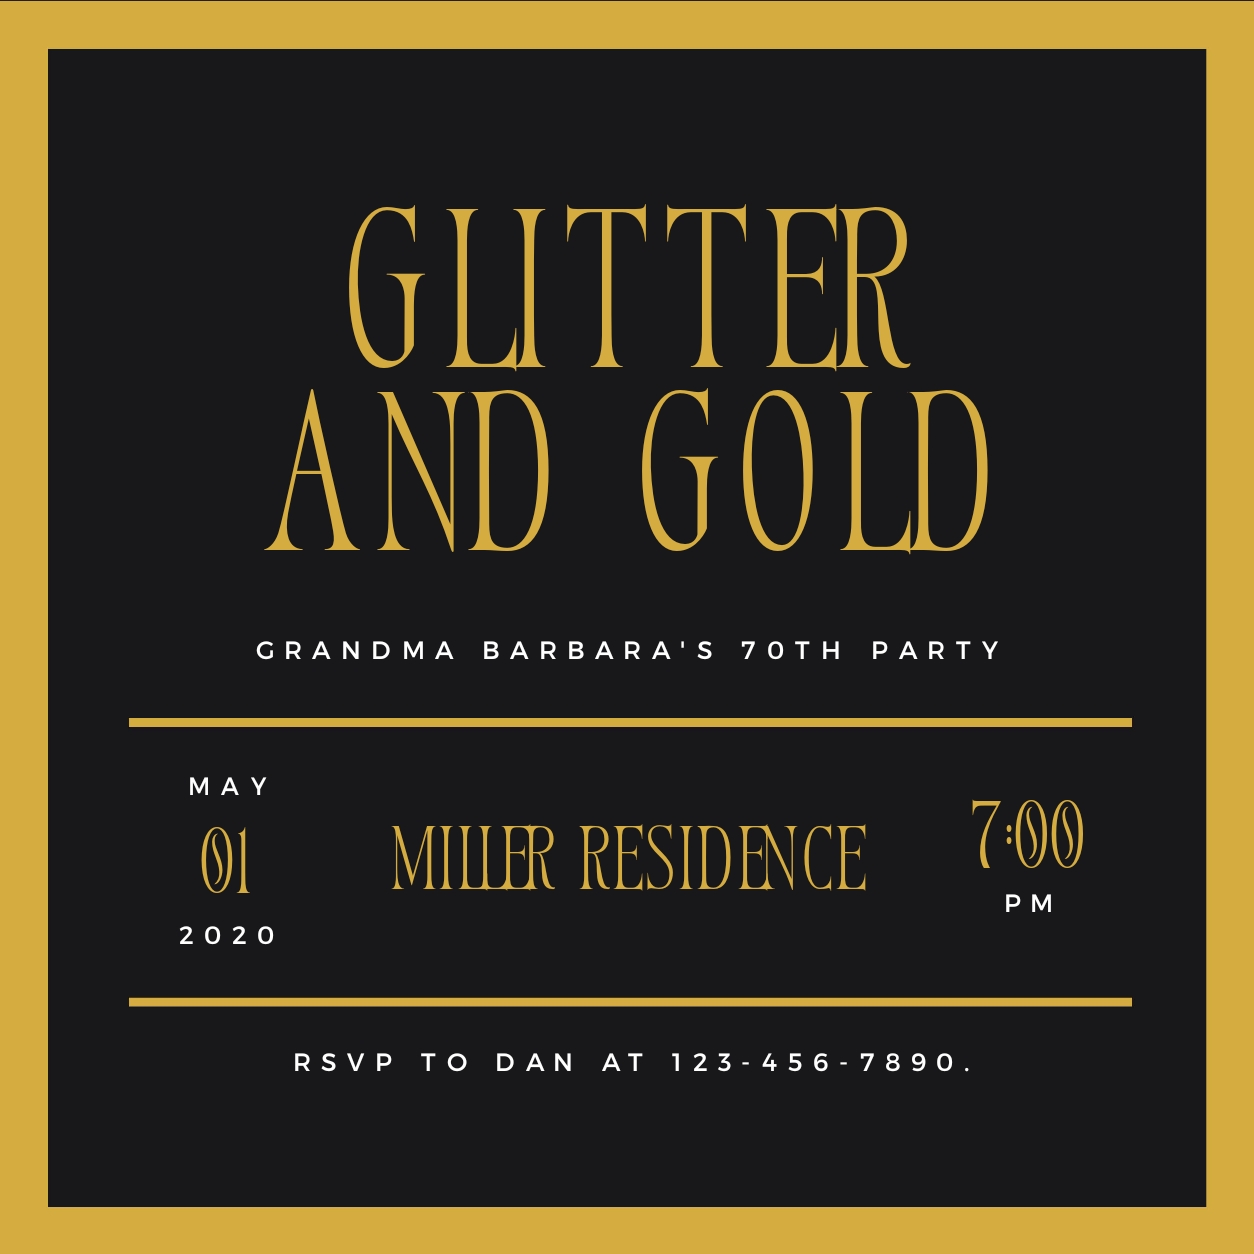 GLITTER
AND GOLD
GRANDMA BARBARA'S 70TH PARTY
MAY
01
2020
MILLER RESIDENCE
7:00
PM
RSVP TO DAN AT 123-456-7890.